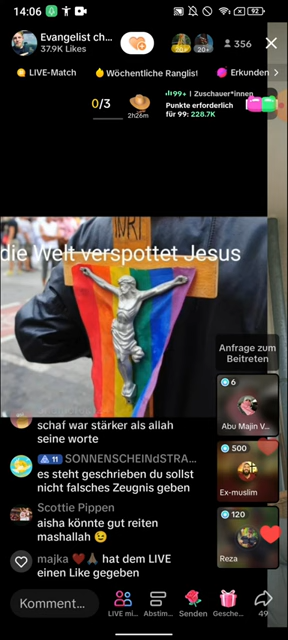 14:06
92
Evangelist ch...
37.9K Likes
20+
20+
356
LIVE-Match
Wöchentliche Ranglist
Erkunden
0/3
2h26m
99+ | Zuschauer*innen
Punkte erforderlich
für 99: 228.7K
INRI
die Welt verspottet Jesus
Anfrage zum
Beitreten
6
Abu Majin V...
500
Ex-muslim
120
Reza
schaf war stärker als allah
seine worte
11 SONNENSCHEINdSTRA...
es steht geschrieben du sollst
nicht falsches Zeugnis geben
Scottie Pippen
aisha könnte gut reiten
mashallah 😉
majka ❤️🙏🏽 hat dem LIVE
einen Like gegeben
Komment...
LIVE mi...
Abstim...
Senden
Gesche...
49